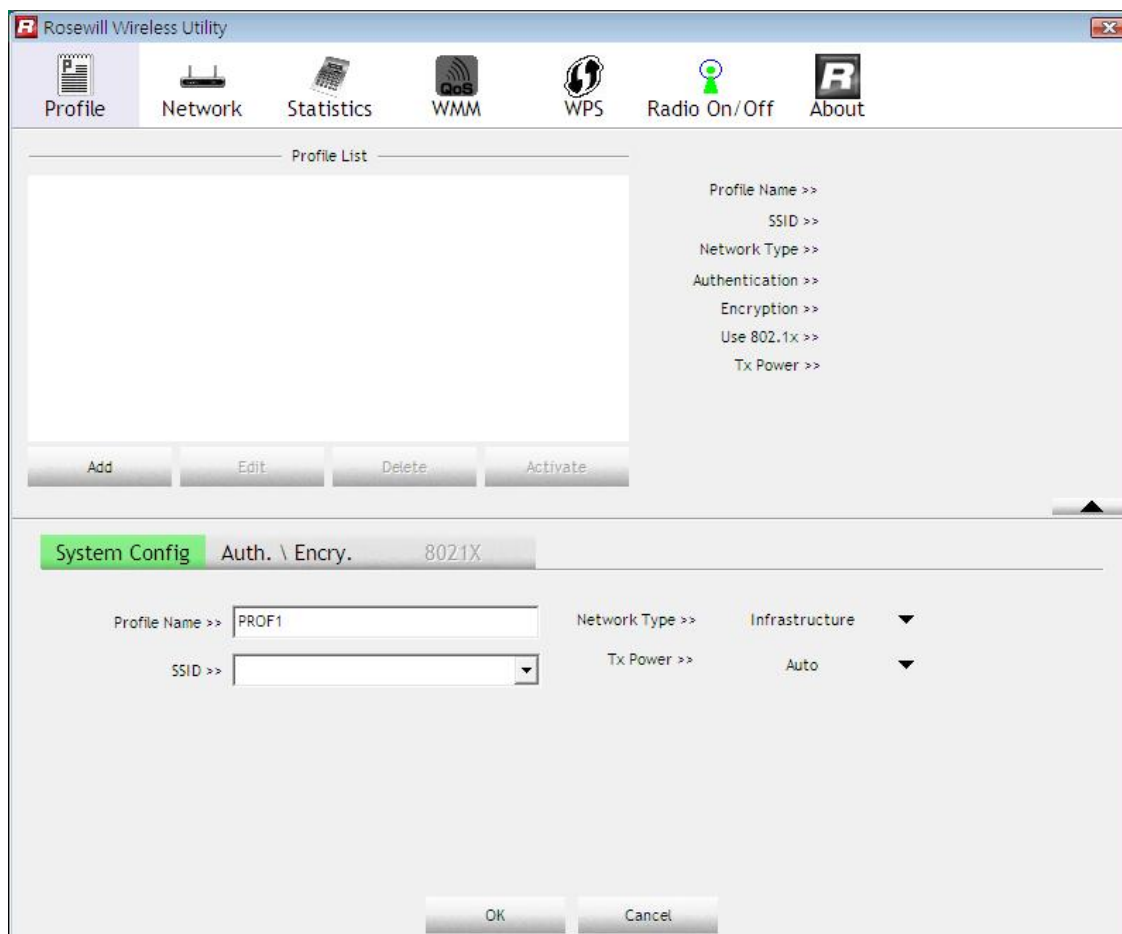 R Rosewill Wireless Utility
P
QoS
R
Profile Network Statistics WMM WPS Radio On/Off About
Profile List
Profile Name >>
SSID >>
Network Type >>
Authentication >>
Encryption >>
Use 802.1x >>
Tx Power >>
Add Edit Delete Activate
System Config Auth. \ Encry. 8021X
Profile Name >> PROF1 Network Type >> Infrastructure
SSID >> Tx Power >> Auto
OK Cancel